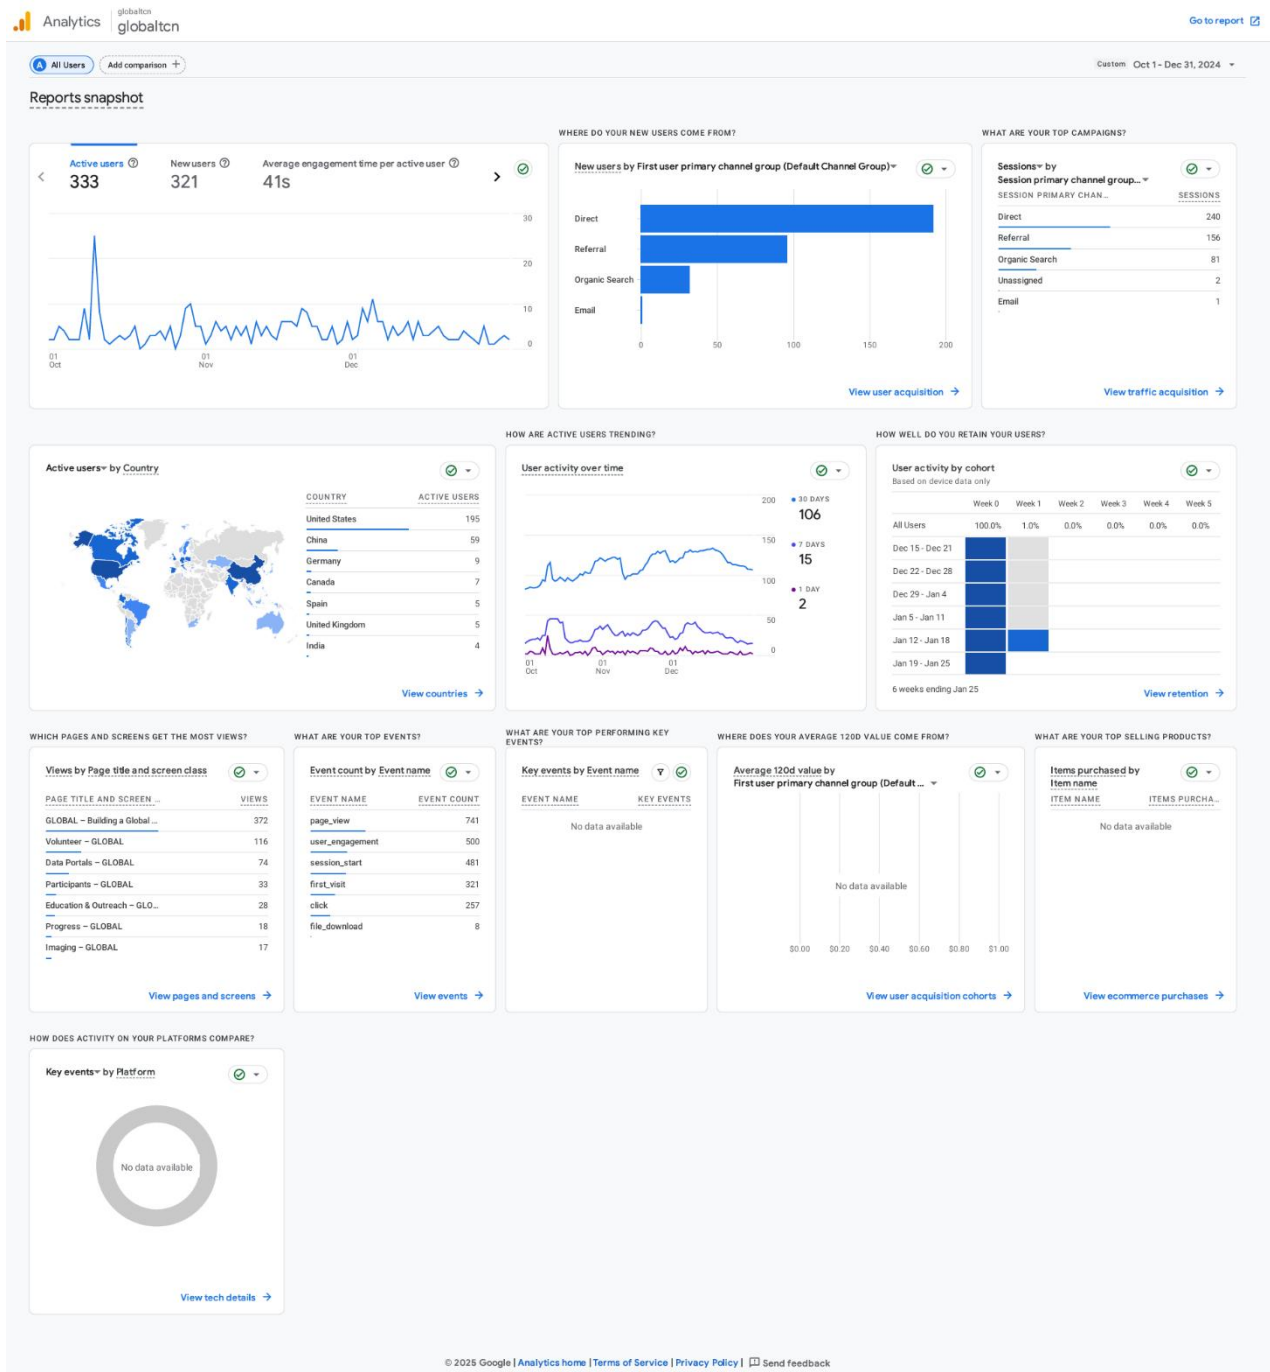 Analytics
globaltcn
globaltcn
Go to report
A All Users
Add comparison +
Custom Oct 1 - Dec 31, 2024
Reports snapshot
Active users
333
New users
321
Average engagement time per active user
41s
30
20
10
0
01 Oct
01 Nov
01 Dec
WHERE DO YOUR NEW USERS COME FROM?
New users by First user primary channel group (Default Channel Group)
Direct
Referral
Organic Search
Email
0 50 100 150 200
View user acquisition
WHAT ARE YOUR TOP CAMPAIGNS?
Sessions by
Session primary channel group...
SESSION PRIMARY CHAN... SESSIONS
Direct 240
Referral 156
Organic Search 81
Unassigned 2
Email 1
View traffic acquisition
Active users by Country
COUNTRY ACTIVE USERS
United States 195
China 59
Germany 9
Canada 7
Spain 5
United Kingdom 5
India 4
View countries
HOW ARE ACTIVE USERS TRENDING?
User activity over time
200
150
100
50
0
01 Oct
01 Nov
01 Dec
30 DAYS
106
7 DAYS
15
1 DAY
2
HOW WELL DO YOU RETAIN YOUR USERS?
User activity by cohort
Based on device data only
Week 0 Week 1 Week 2 Week 3 Week 4 Week 5
All Users 100.0% 1.0% 0.0% 0.0% 0.0% 0.0%
Dec 15 - Dec 21
Dec 22 - Dec 28
Dec 29 - Jan 4
Jan 5 - Jan 11
Jan 12 - Jan 18
Jan 19 - Jan 25
6 weeks ending Jan 25
View retention
WHICH PAGES AND SCREENS GET THE MOST VIEWS?
Views by Page title and screen class
PAGE TITLE AND SCREEN ... VIEWS
GLOBAL – Building a Global ... 372
Volunteer – GLOBAL 116
Data Portals – GLOBAL 74
Participants – GLOBAL 33
Education & Outreach – GLO... 28
Progress – GLOBAL 18
Imaging – GLOBAL 17
View pages and screens
WHAT ARE YOUR TOP EVENTS?
Event count by Event name
EVENT NAME EVENT COUNT
page_view 741
user_engagement 500
session_start 481
first_visit 321
click 257
file_download 8
View events
WHAT ARE YOUR TOP PERFORMING KEY
EVENTS?
Key events by Event name
EVENT NAME KEY EVENTS
No data available
WHERE DOES YOUR AVERAGE 120D VALUE COME FROM?
Average 120d value by
First user primary channel group (Default ...
No data available
$0.00 $0.20 $0.40 $0.60 $0.80 $1.00
View user acquisition cohorts
WHAT ARE YOUR TOP SELLING PRODUCTS?
Items purchased by
Item name
ITEM NAME ITEMS PURCHA...
No data available
View ecommerce purchases
HOW DOES ACTIVITY ON YOUR PLATFORMS COMPARE?
Key events by Platform
No data available
View tech details
© 2025 Google | Analytics home | Terms of Service | Privacy Policy | Send feedback